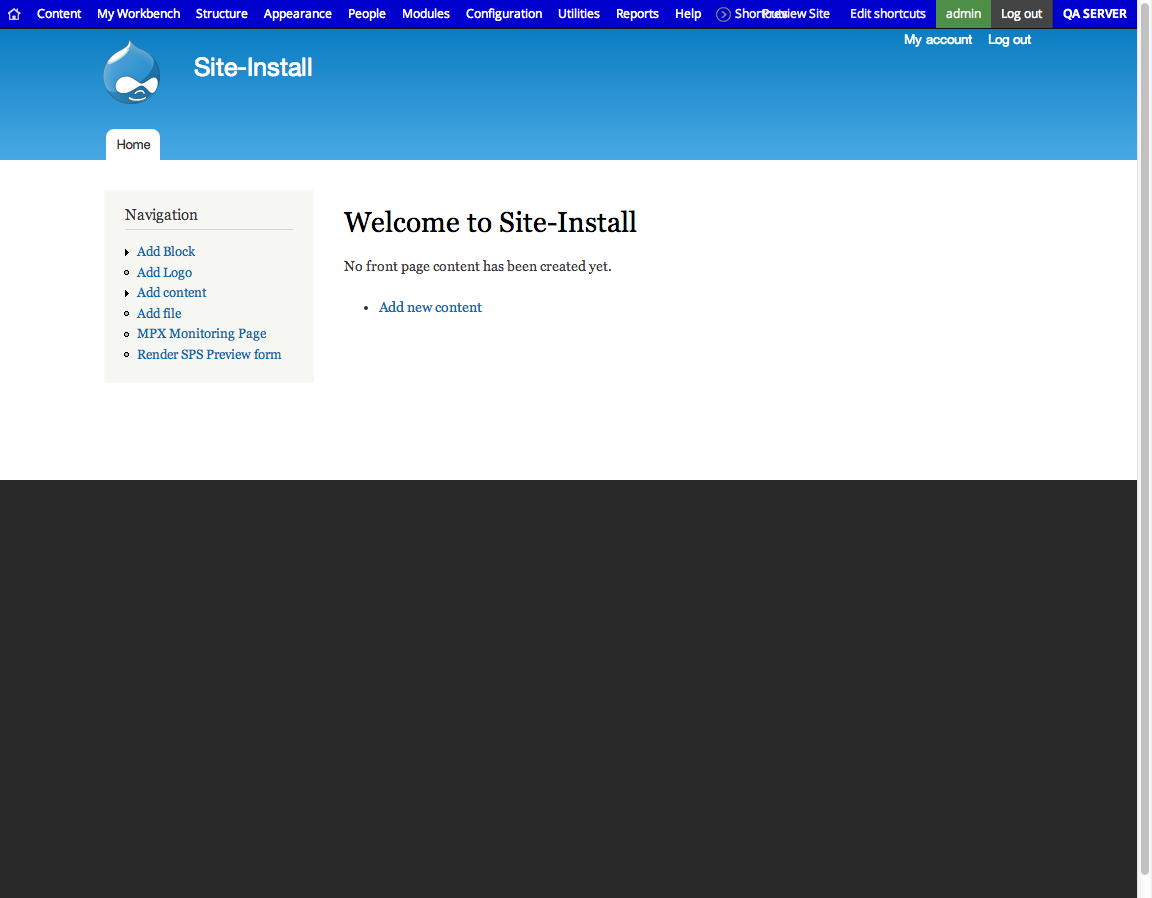 Content My Workbench Structure Appearance People Modules Configuration Utilities Reports Help Shortcuts Preview Site Edit shortcuts admin Log out QA SERVER
My account Log out
Site-Install
Home
Navigation
Add Block
Add Logo
Add content
Add file
MPX Monitoring Page
Render SPS Preview form
Welcome to Site-Install
No front page content has been created yet.
Add new content